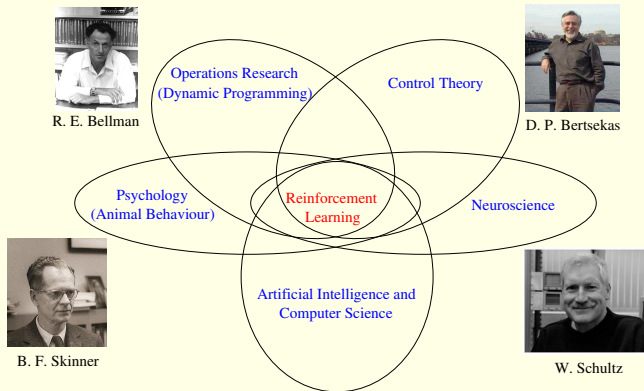 Operations Research
(Dynamic Programming)
Control Theory
R. E. Bellman
D. P. Bertsekas
Psychology
(Animal Behaviour)
Reinforcement
Learning
Neuroscience
Artificial Intelligence and
Computer Science
B. F. Skinner
W. Schultz